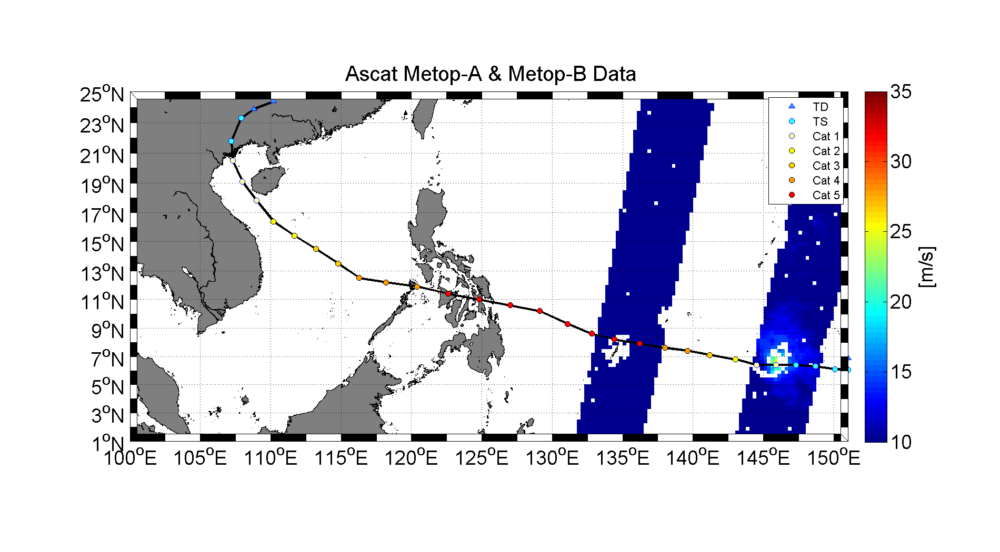 Ascat Metop-A & Metop-B Data
25°N
23°N
21°N
19°N
17°N
15°N
13°N
11°N
9°N
7°N
5°N
3°N
1°N
100°E 105°E 110°E 115°E 120°E 125°E 130°E 135°E 140°E 145°E 150°E
TD
TS
Cat 1
Cat 2
Cat 3
Cat 4
Cat 5
35
30
25
20
15
10
[m/s]